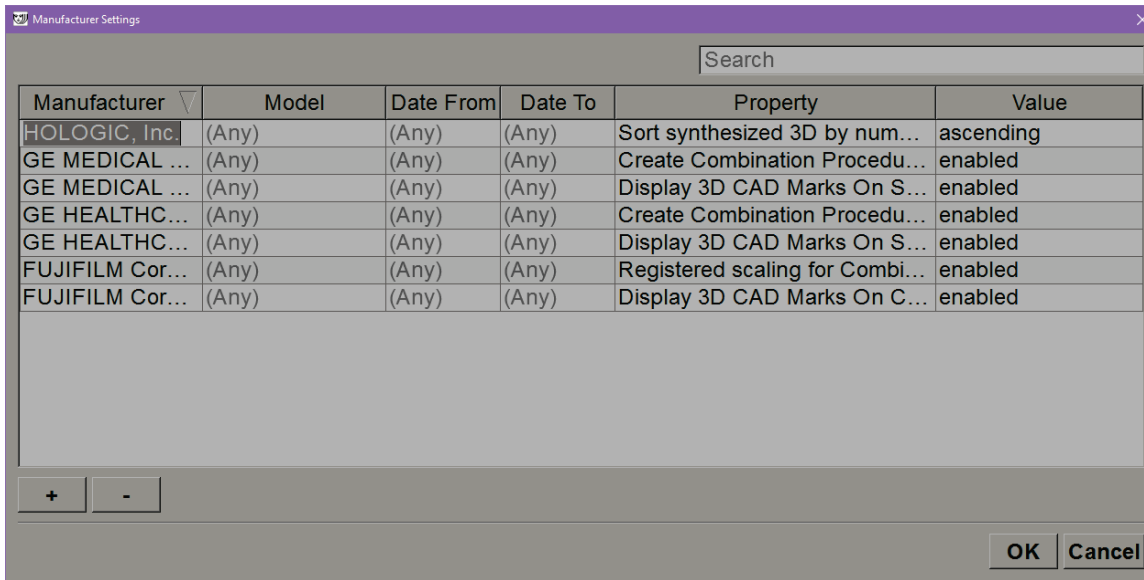 Manufacturer Settings
Search
Manufacturer Model Date From Date To Property Value
HOLOGIC, Inc. (Any) (Any) (Any) Sort synthesized 3D by num... ascending
GE MEDICAL ... (Any) (Any) (Any) Create Combination Procedu... enabled
GE MEDICAL ... (Any) (Any) (Any) Display 3D CAD Marks On S... enabled
GE HEALTHC... (Any) (Any) (Any) Create Combination Procedu... enabled
GE HEALTHC... (Any) (Any) (Any) Display 3D CAD Marks On S... enabled
FUJIFILM Cor... (Any) (Any) (Any) Registered scaling for Combi... enabled
FUJIFILM Cor... (Any) (Any) (Any) Display 3D CAD Marks On C... enabled
+ -
OK Cancel